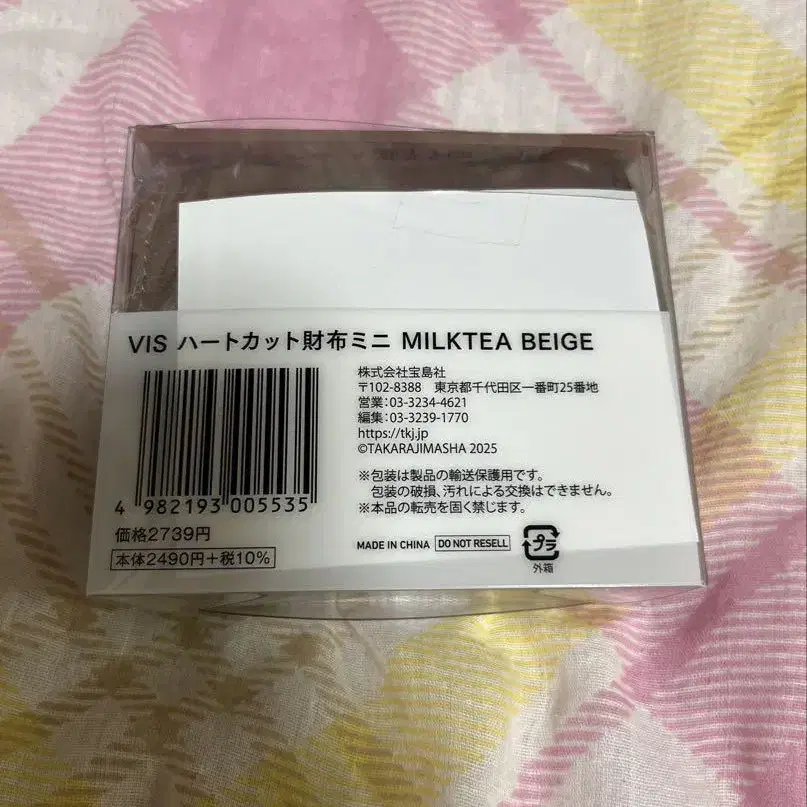 VIS ハートカット財布ミニ MILKTEA BEIGE
株式会社宝島社
〒102-8388 東京都千代田区一番町25番地
営業:03-3234-4621
編集:03-3239-1770
https://tkj.jp
©TAKARAJIMASHA 2025
※包装は製品の輸送保護用です。
包装の破損、汚れによる交換はできません。
※本品の転売を固く禁じます。
4 982193 005535
価格2739円
本体2490円+税10%
MADE IN CHINA DO NOT RESELL
プラ
外箱